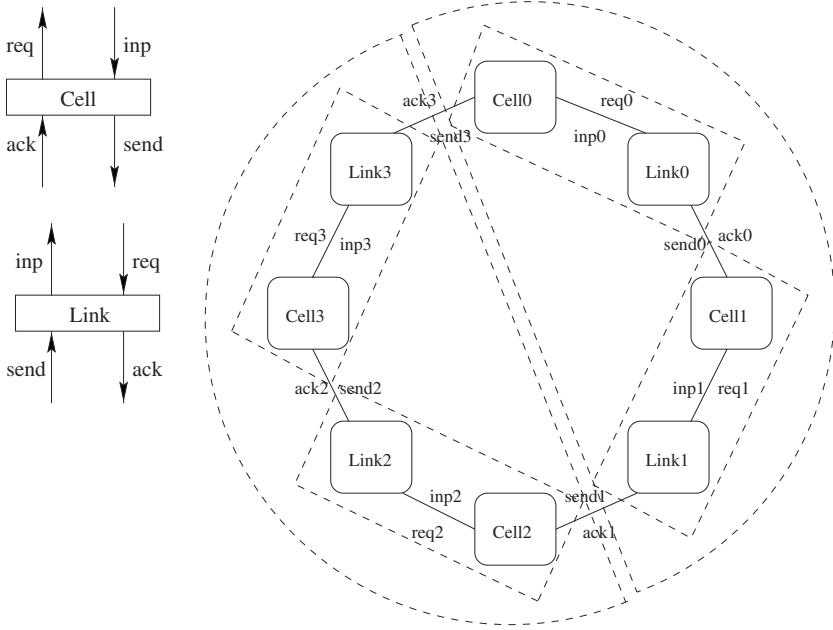 req
inp
Cell
ack
send
inp
req
Link
send
ack
Cell0
req0
ack3
inp0
send3
Link3
Link0
req3
inp3
send0
ack0
Cell3
Cell1
ack2
send2
inp1
req1
Link2
Link1
inp2
send1
req2
Cell2
ack1